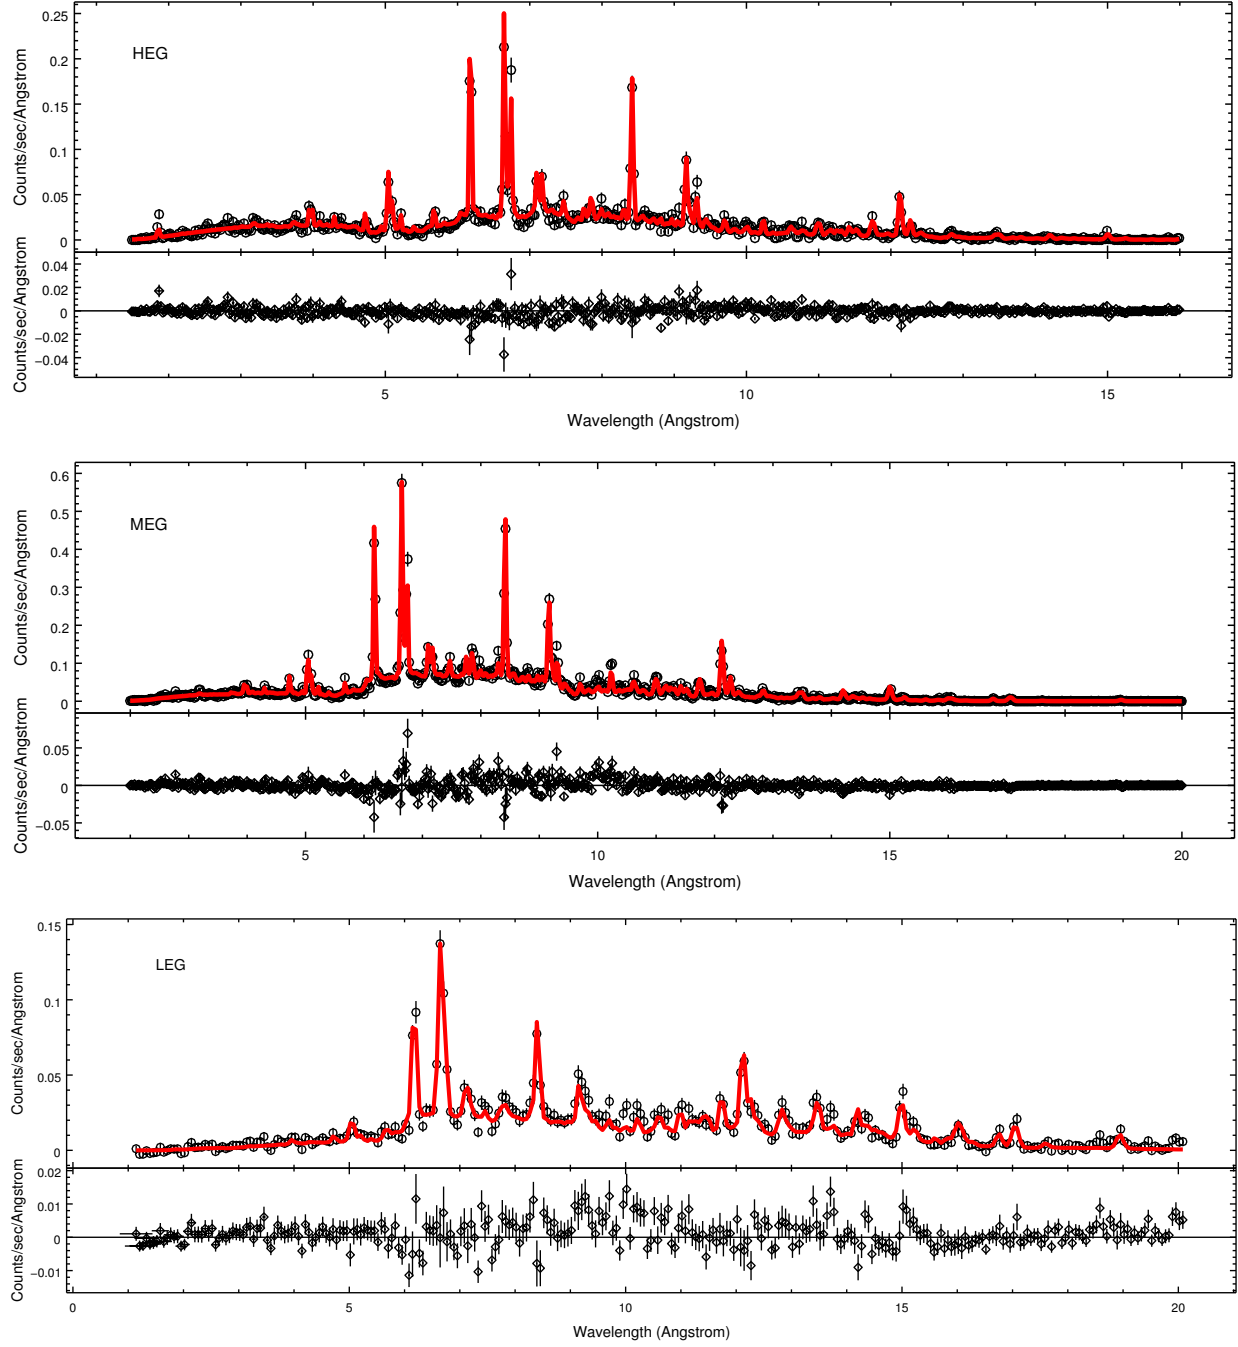 HEG
Counts/sec/Angstrom
0.25
0.2
0.15
0.1
0.05
0
Counts/sec/Angstrom
0.04
0.02
0
−0.02
−0.04
5 10 15
Wavelength (Angstrom)
MEG
Counts/sec/Angstrom
0.6
0.5
0.4
0.3
0.2
0.1
0
Counts/sec/Angstrom
0.05
0
−0.05
5 10 15 20
Wavelength (Angstrom)
LEG
Counts/sec/Angstrom
0.15
0.1
0.05
0
Counts/sec/Angstrom
0.02
0.01
0
−0.01
0 5 10 15 20
Wavelength (Angstrom)